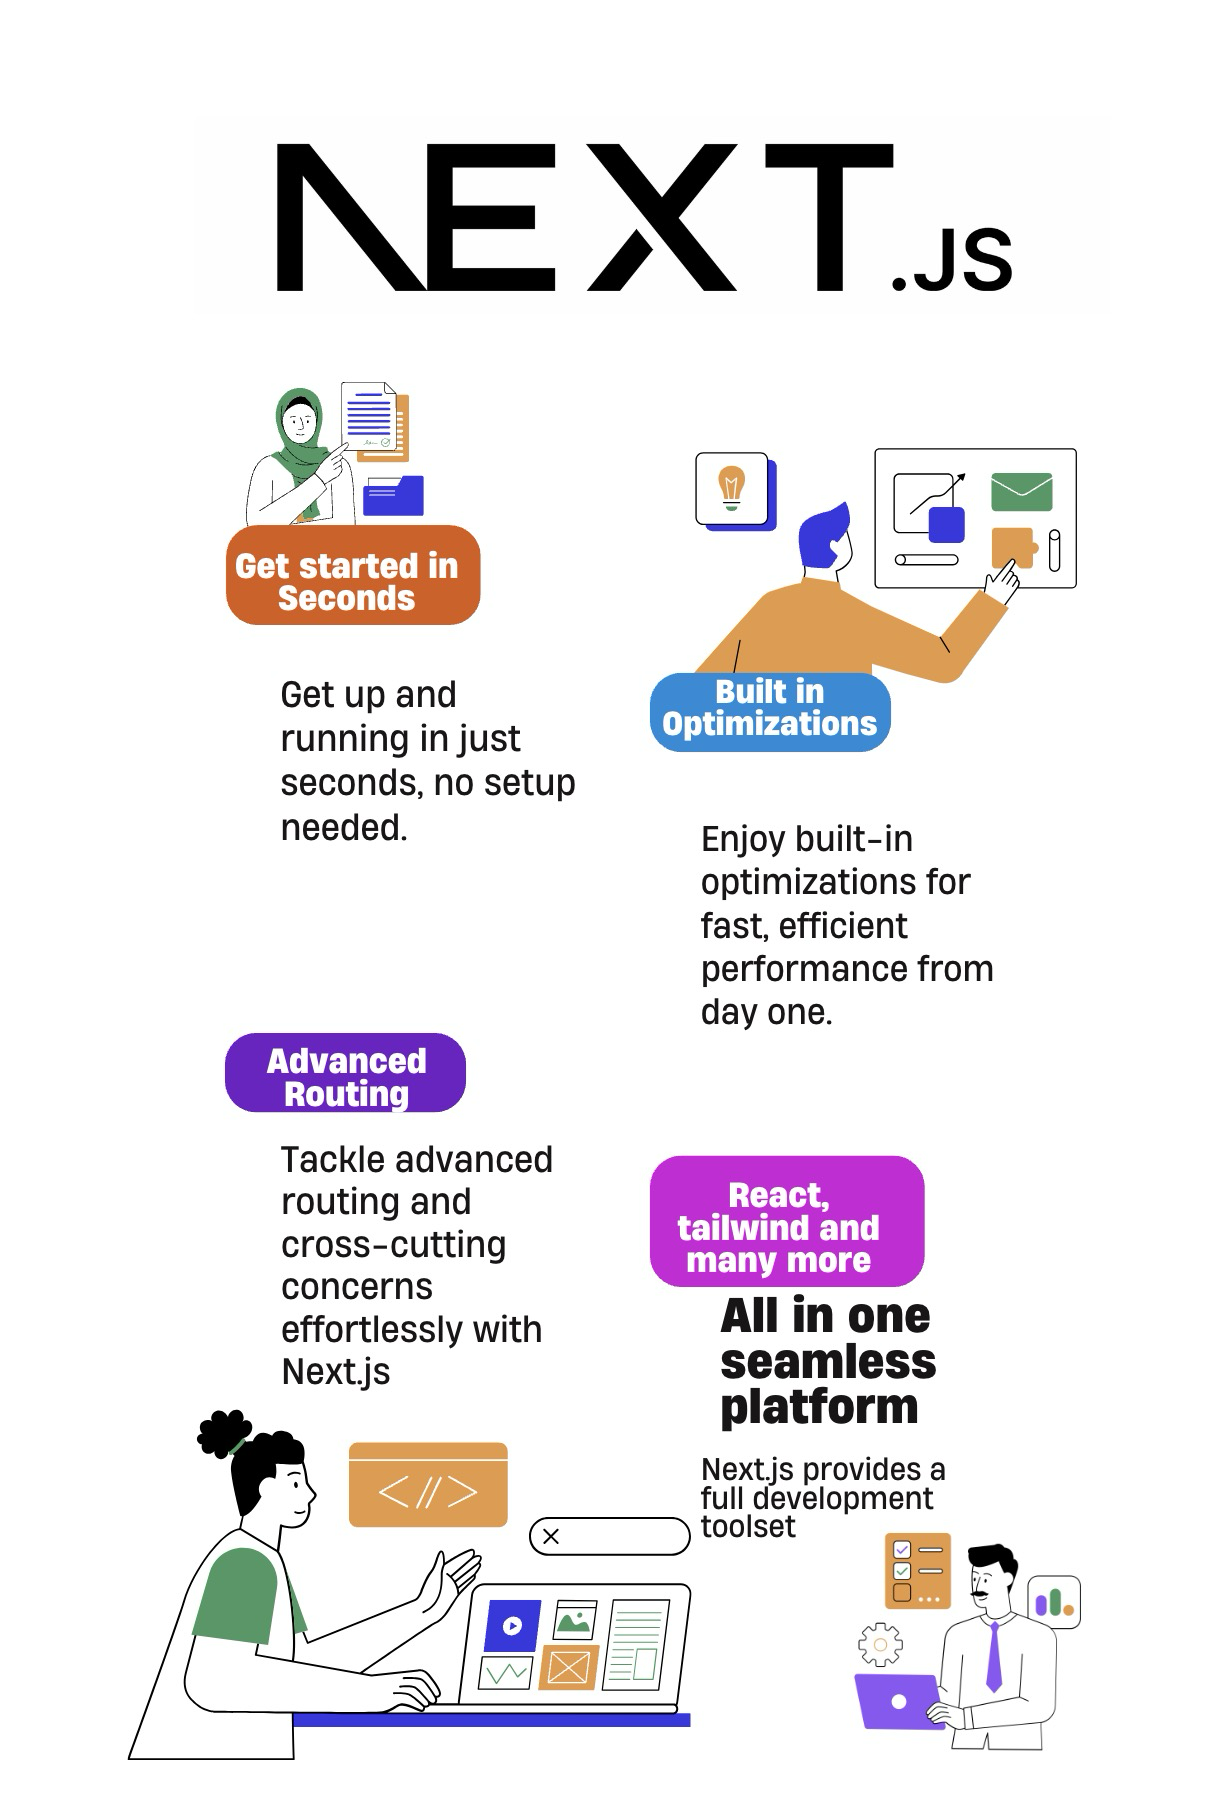 NEXT.JS
Get started in
Seconds
Get up and
running in just
seconds, no setup
needed.
Built in
Optimizations
Enjoy built-in
optimizations for
fast, efficient
performance from
day one.
Advanced
Routing
Tackle advanced
routing and
cross-cutting
concerns
effortlessly with
Next.js
React,
tailwind and
many more
All in one
seamless
platform
Next.js provides a
full development
toolset
<//>